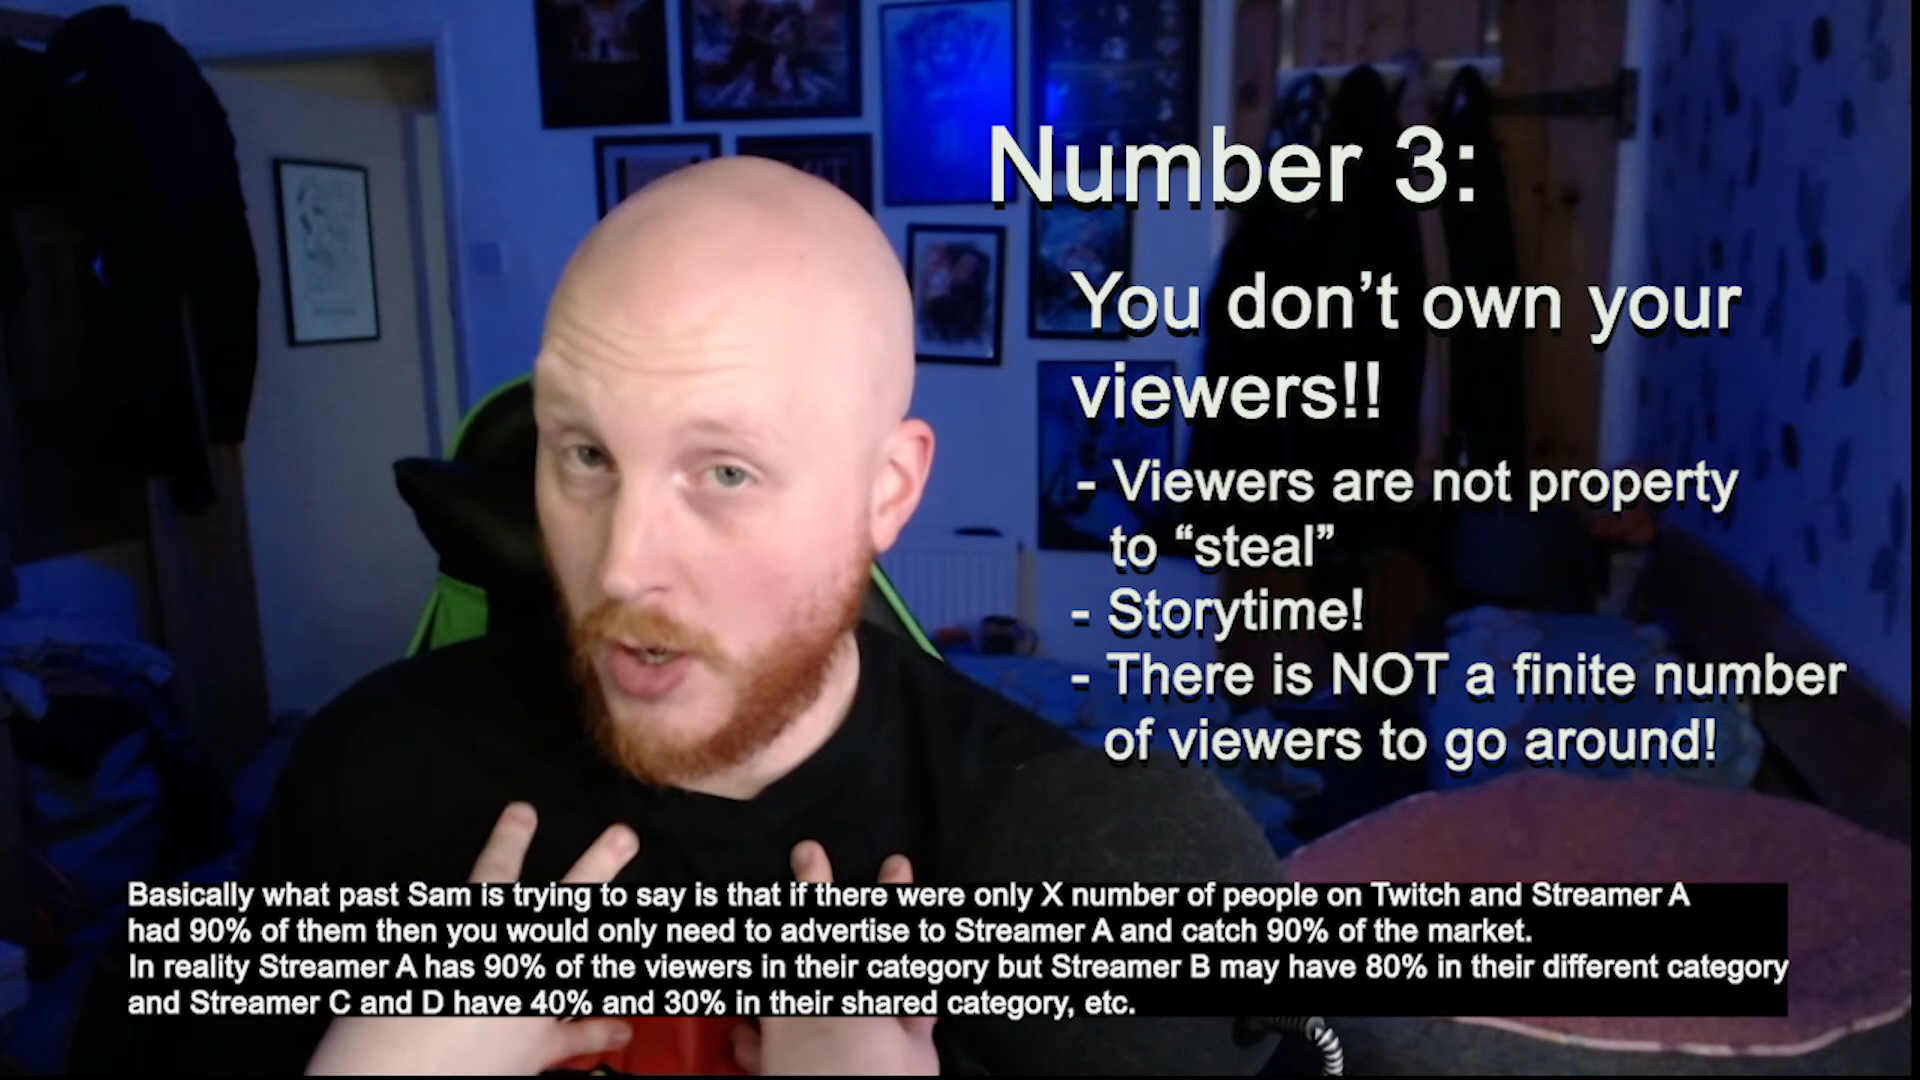 Number 3:
You don’t own your
viewers!!
- Viewers are not property
to “steal”
- Storytime!
- There is NOT a finite number
of viewers to go around!
Basically what past Sam is trying to say is that if there were only X number of people on Twitch and Streamer A
had 90% of them then you would only need to advertise to Streamer A and catch 90% of the market.
In reality Streamer A has 90% of the viewers in their category but Streamer B may have 80% in their different category
and Streamer C and D have 40% and 30% in their shared category, etc.